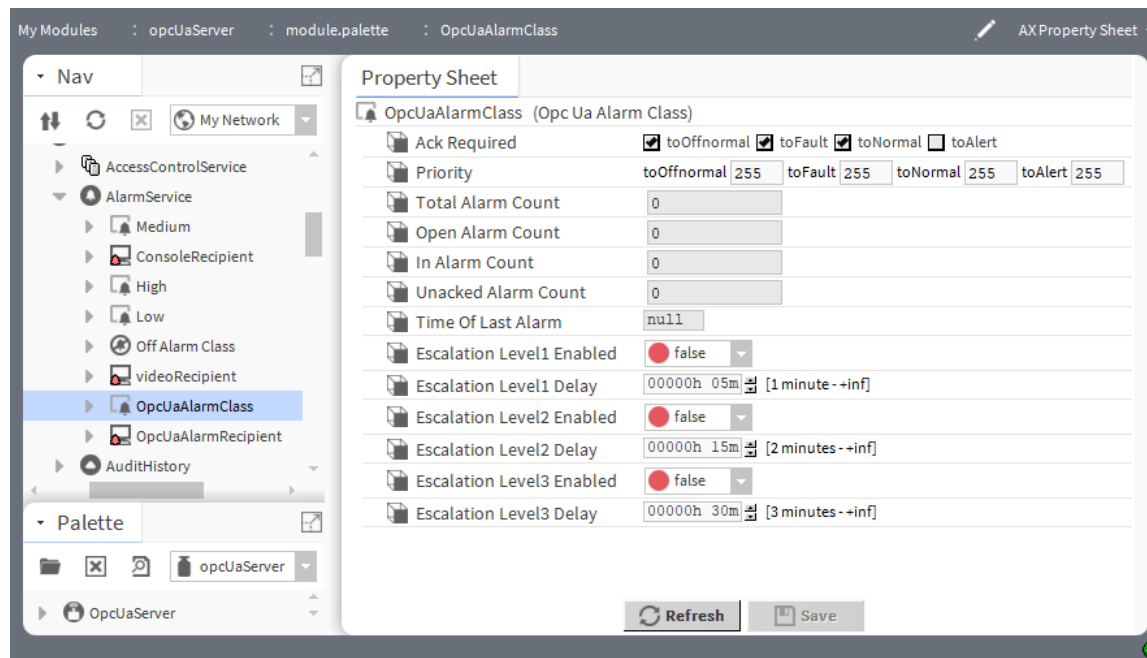 My Modules : opcUaServer : module.palette : OpcUaAlarmClass AX Property Sheet
Nav
My Network
AccessControlService
AlarmService
Medium
ConsoleRecipient
High
Low
Off Alarm Class
videoRecipient
OpcUaAlarmClass
OpcUaAlarmRecipient
AuditHistory
Palette
opcUaServer
OpcUaServer
Property Sheet
OpcUaAlarmClass (Opc Ua Alarm Class)
Ack Required toOffnormal toFault toNormal toAlert
Priority toOffnormal 255 toFault 255 toNormal 255 toAlert 255
Total Alarm Count 0
Open Alarm Count 0
In Alarm Count 0
Unacked Alarm Count 0
Time Of Last Alarm null
Escalation Level1 Enabled false
Escalation Level1 Delay 00000h 05m [1 minute - +inf]
Escalation Level2 Enabled false
Escalation Level2 Delay 00000h 15m [2 minutes - +inf]
Escalation Level3 Enabled false
Escalation Level3 Delay 00000h 30m [3 minutes - +inf]
Refresh Save